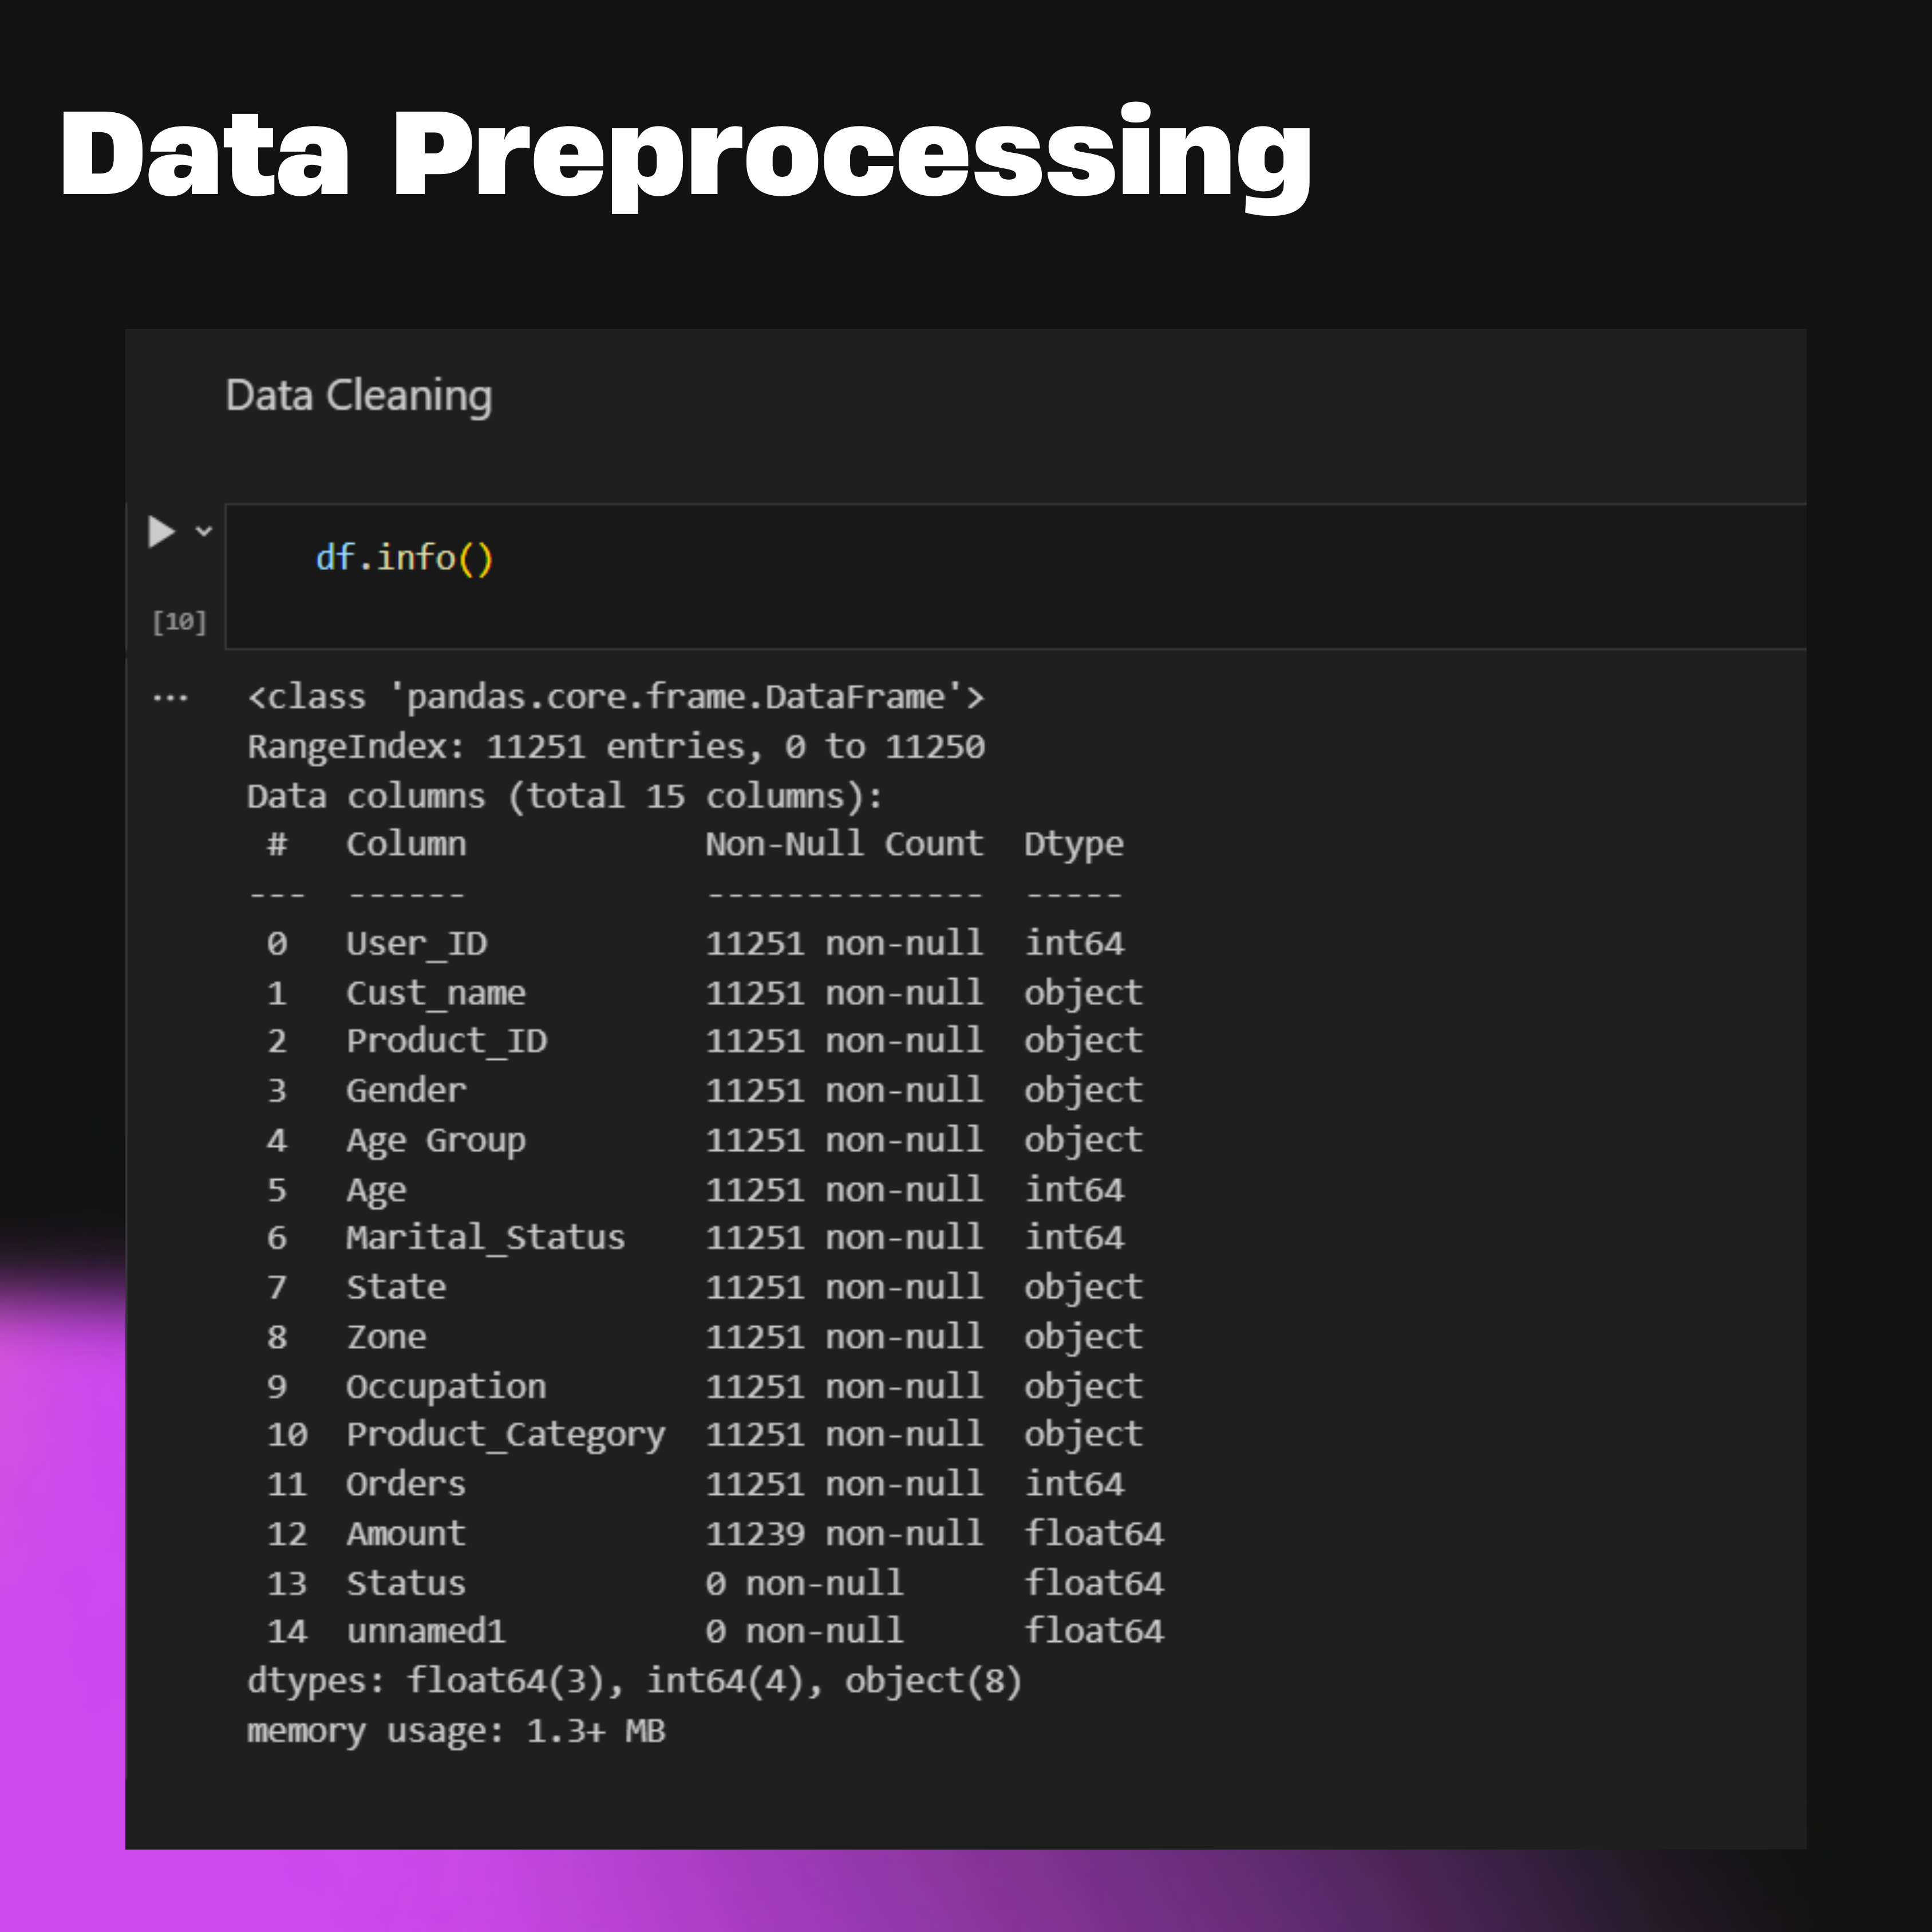 Data Preprocessing
Data Cleaning
df.info()
[10]
... <class 'pandas.core.frame.DataFrame'>
RangeIndex: 11251 entries, 0 to 11250
Data columns (total 15 columns):
 #   Column            Non-Null Count  Dtype
---  ------            --------------  -----
 0   User_ID           11251 non-null  int64
 1   Cust_name         11251 non-null  object
 2   Product_ID        11251 non-null  object
 3   Gender            11251 non-null  object
 4   Age Group         11251 non-null  object
 5   Age               11251 non-null  int64
 6   Marital_Status    11251 non-null  int64
 7   State             11251 non-null  object
 8   Zone              11251 non-null  object
 9   Occupation        11251 non-null  object
 10  Product_Category  11251 non-null  object
 11  Orders            11251 non-null  int64
 12  Amount            11239 non-null  float64
 13  Status            0 non-null      float64
 14  unnamed1          0 non-null      float64
dtypes: float64(3), int64(4), object(8)
memory usage: 1.3+ MB